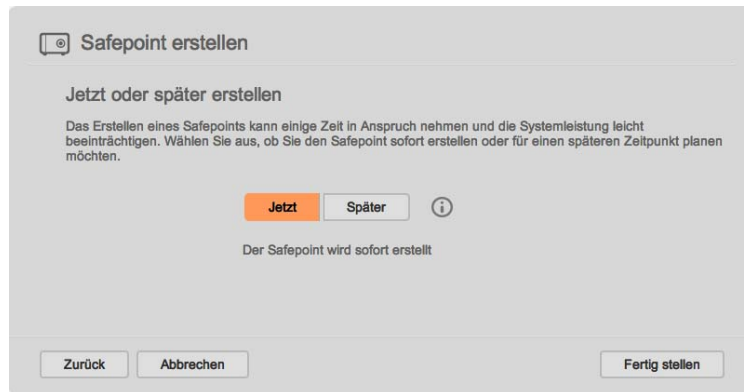 Safepoint erstellen
Jetzt oder später erstellen
Das Erstellen eines Safepoints kann einige Zeit in Anspruch nehmen und die Systemleistung leicht
beeinträchtigen. Wählen Sie aus, ob Sie den Safepoint sofort erstellen oder für einen späteren Zeitpunkt planen
möchten.
Jetzt Später
Der Safepoint wird sofort erstellt
Zurück Abbrechen Fertig stellen